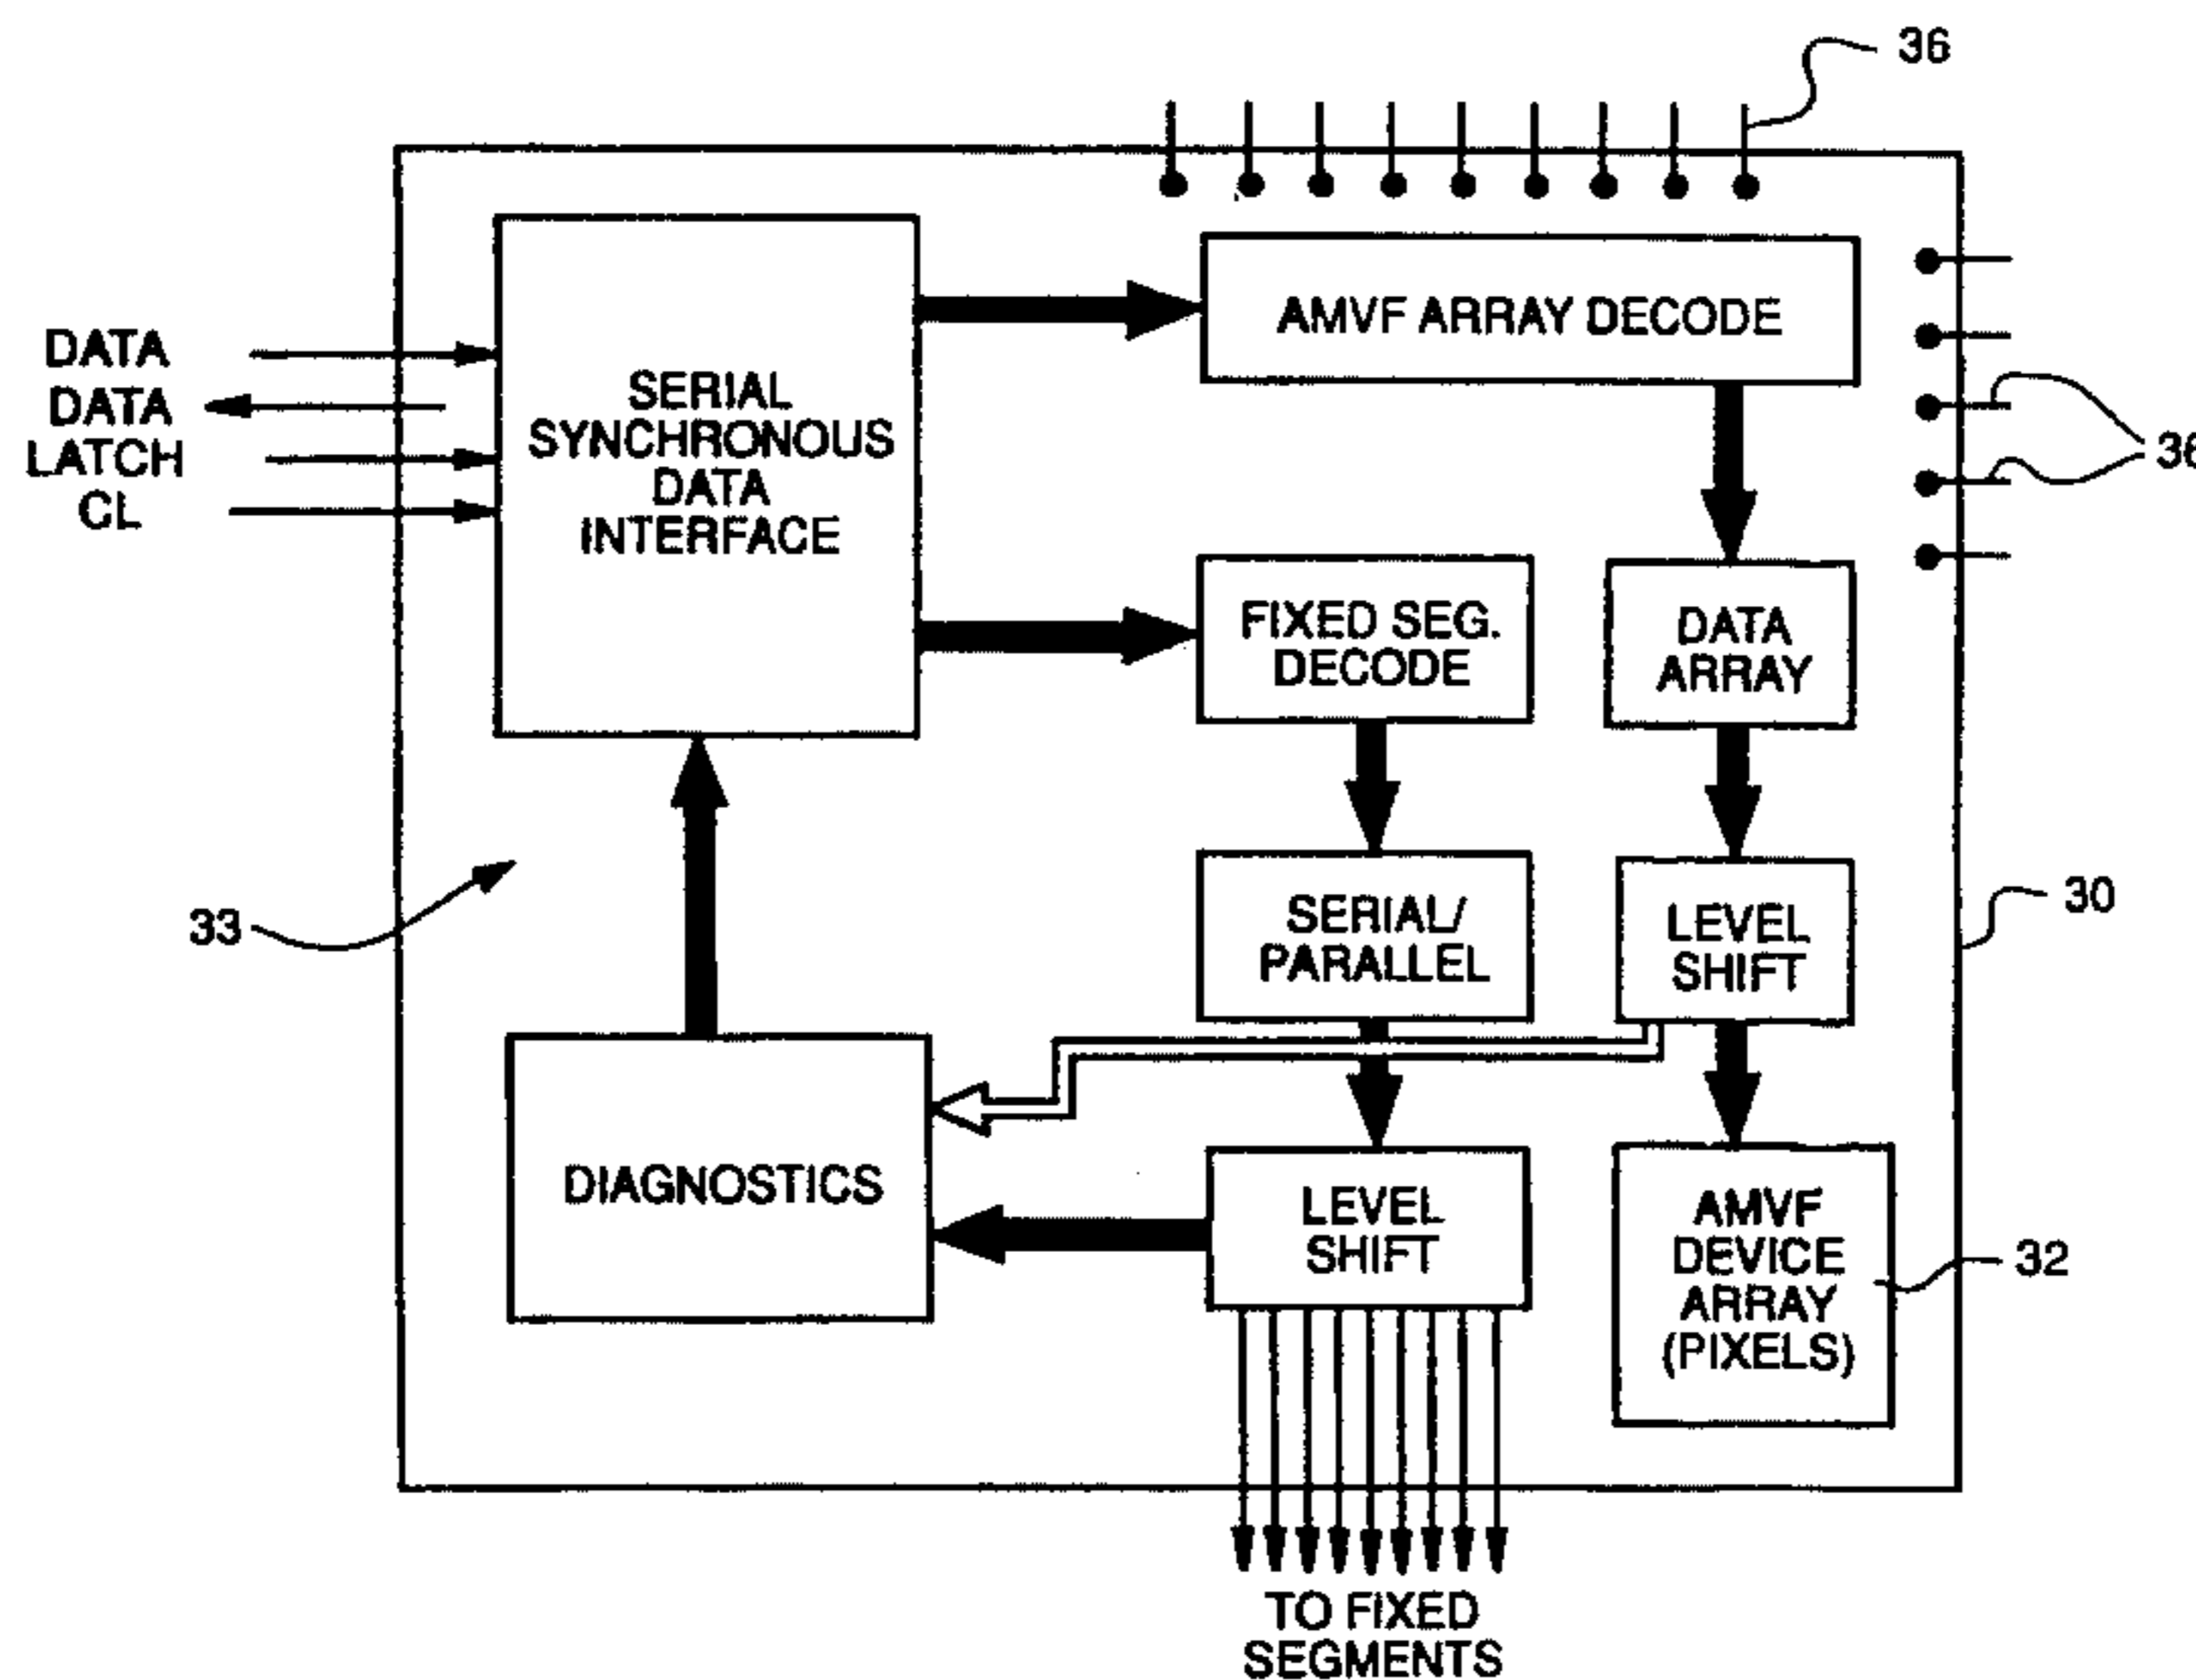 36
DATA
DATA
LATCH
CL
SERIAL
SYNCHRONOUS
DATA
INTERFACE
AMVF ARRAY DECODE
36
FIXED SEG.
DECODE
DATA
ARRAY
SERIAL/
PARALLEL
LEVEL
SHIFT
30
33
DIAGNOSTICS
LEVEL
SHIFT
AMVF
DEVICE
ARRAY
(PIXELS)
32
TO FIXED
SEGMENTS